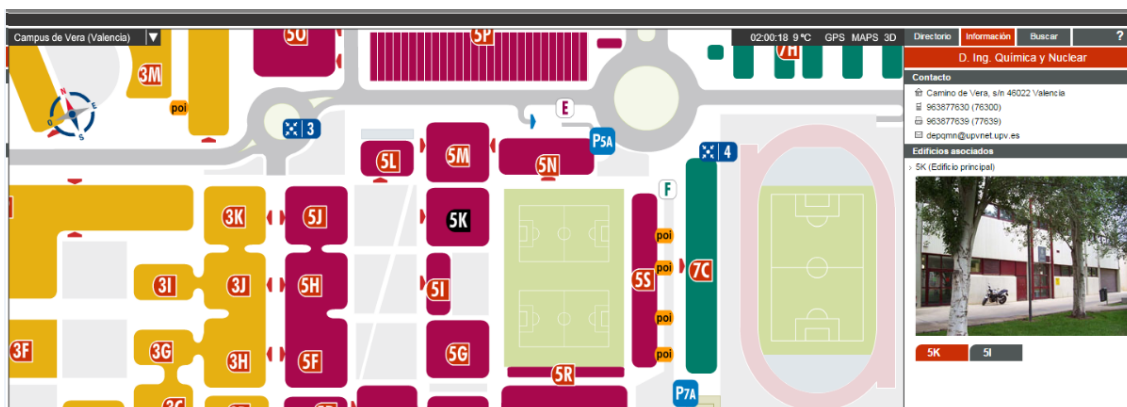 Campus de Vera (Valencia)
02:00:18 9 ºC GPS MAPS 3D
Directorio Información Buscar ?
D. Ing. Química y Nuclear
Contacto
Camino de Vera, s/n 46022 Valencia
963877630 (76300)
963877639 (77639)
depqmn@upvnet.upv.es
Edificios asociados
› 5K (Edificio principal)
5K 5I
5O 5P 7H
3M
poi
N E S O
E
3
P5A
5L 5M 5N
4
F
3K 5J 5K
poi
poi
7C
3I 3J 5H 5I 5S
poi
3F 3G 3H 5F 5G
poi
5R
P7A
3C